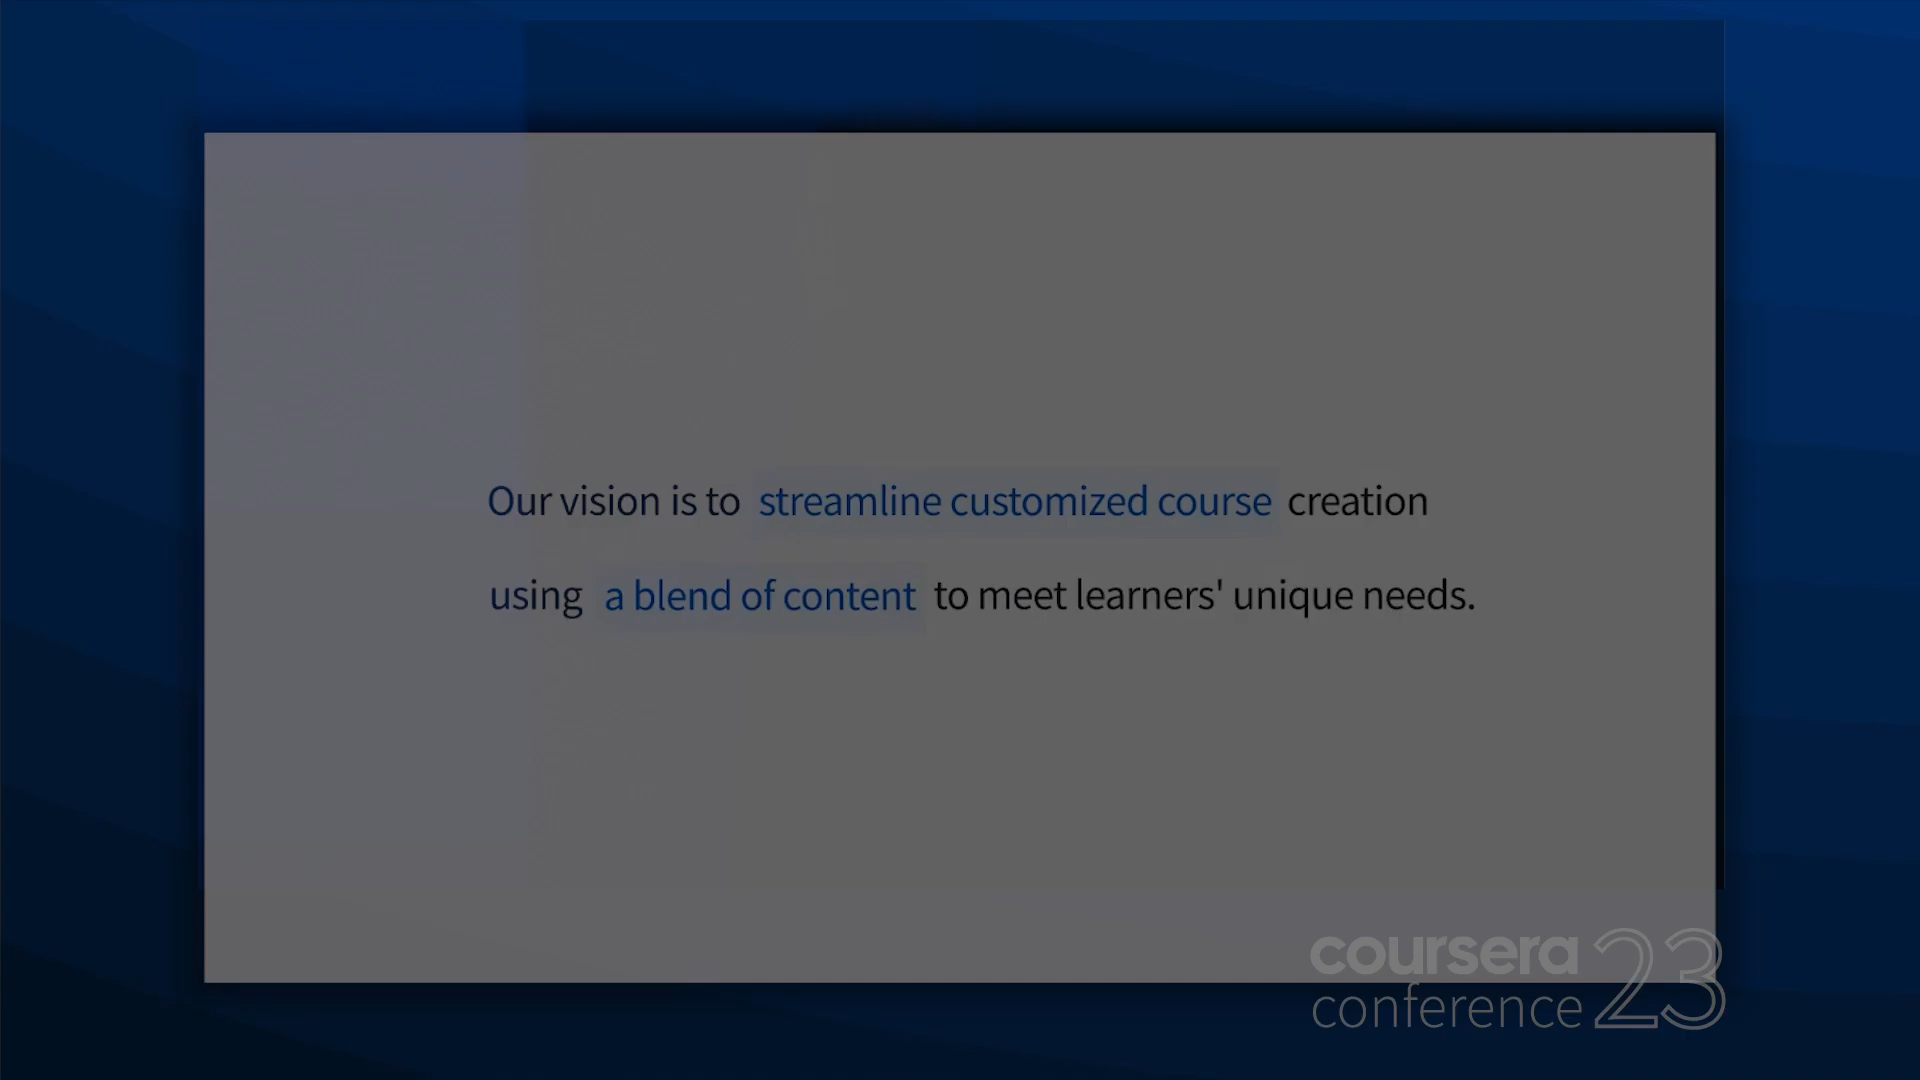 Our vision is to streamline customized course creation
using a blend of content to meet learners' unique needs.
coursera
conference 23